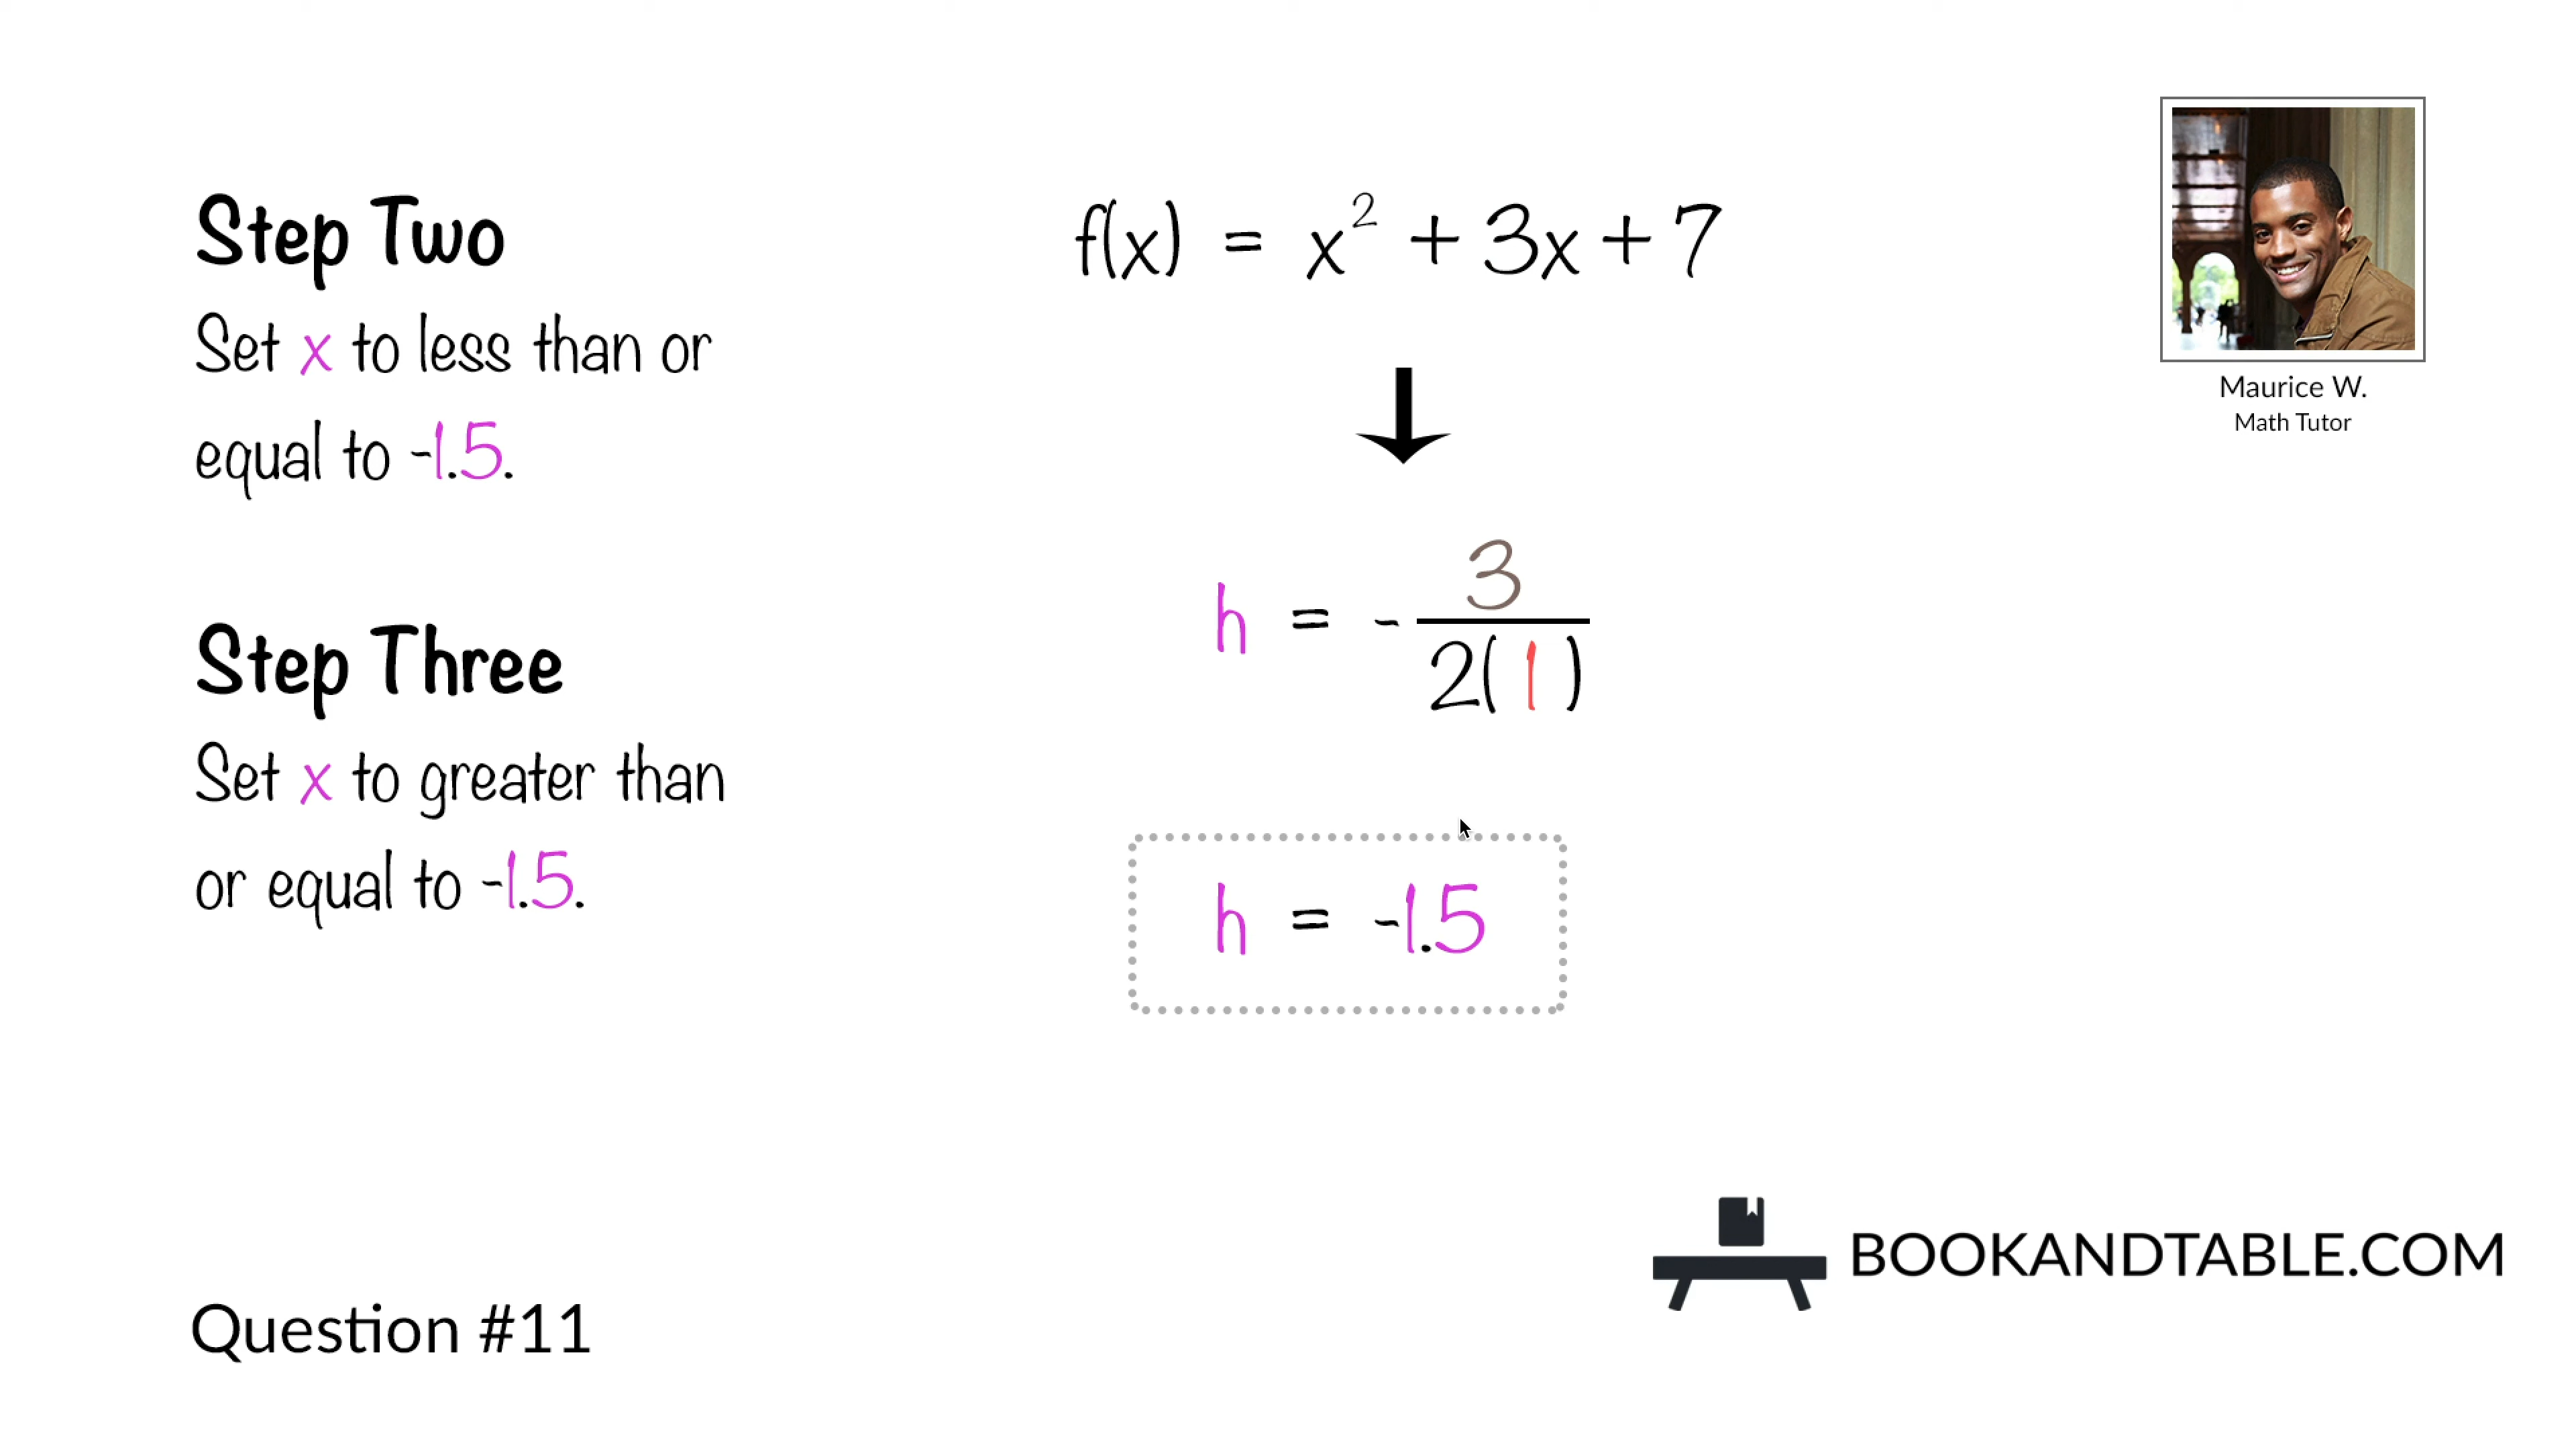 Step Two
Set x to less than or
equal to -1.5.
Step Three
Set x to greater than
or equal to -1.5.
f(x) = x² + 3x + 7
h = - 3
2(1)
h = -1.5
Maurice W.
Math Tutor
Question #11
BOOKANDTABLE.COM